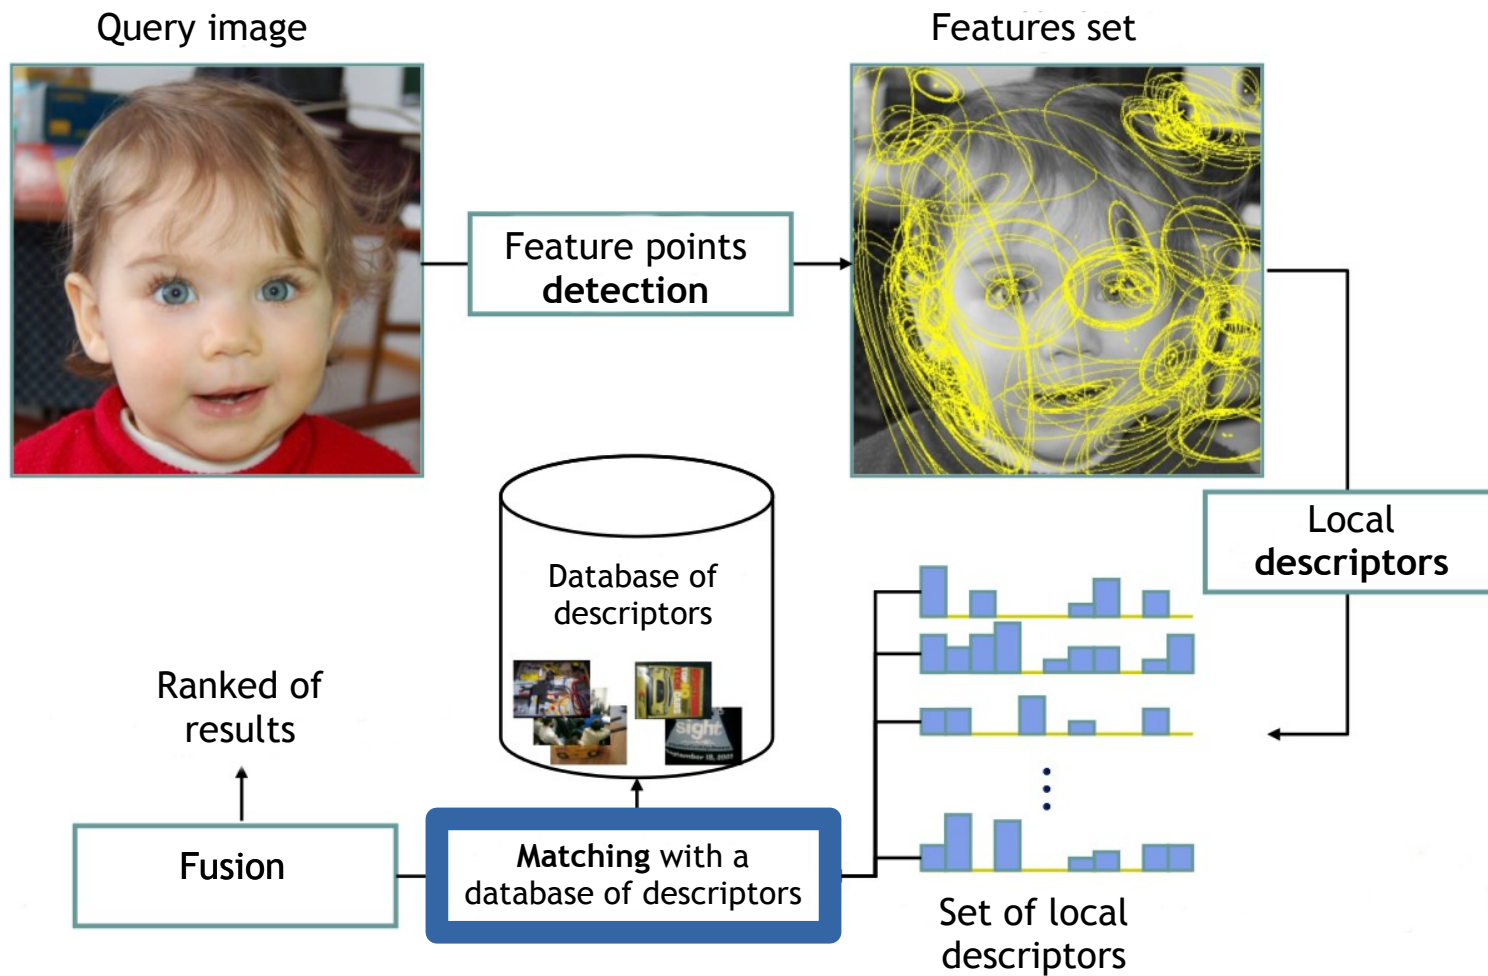 Query image
Features set
Feature points
detection
Local
descriptors
Database of
descriptors
sight
Ranked of
results
Fusion
Matching with a
database of descriptors
Set of local
descriptors